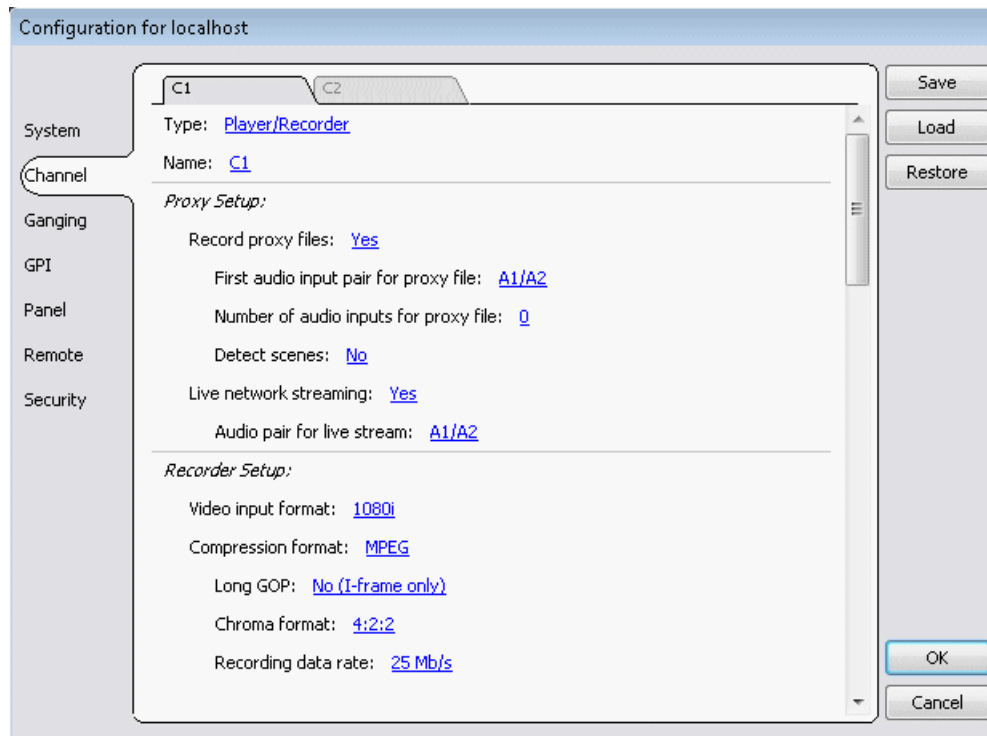 Configuration for localhost
System
Channel
Ganging
GPI
Panel
Remote
Security
C1
C2
Type: Player/Recorder
Name: C1
Proxy Setup:
Record proxy files: Yes
First audio input pair for proxy file: A1/A2
Number of audio inputs for proxy file: 0
Detect scenes: No
Live network streaming: Yes
Audio pair for live stream: A1/A2
Recorder Setup:
Video input format: 1080i
Compression format: MPEG
Long GOP: No (I-frame only)
Chroma format: 4:2:2
Recording data rate: 25 Mb/s
Save
Load
Restore
OK
Cancel